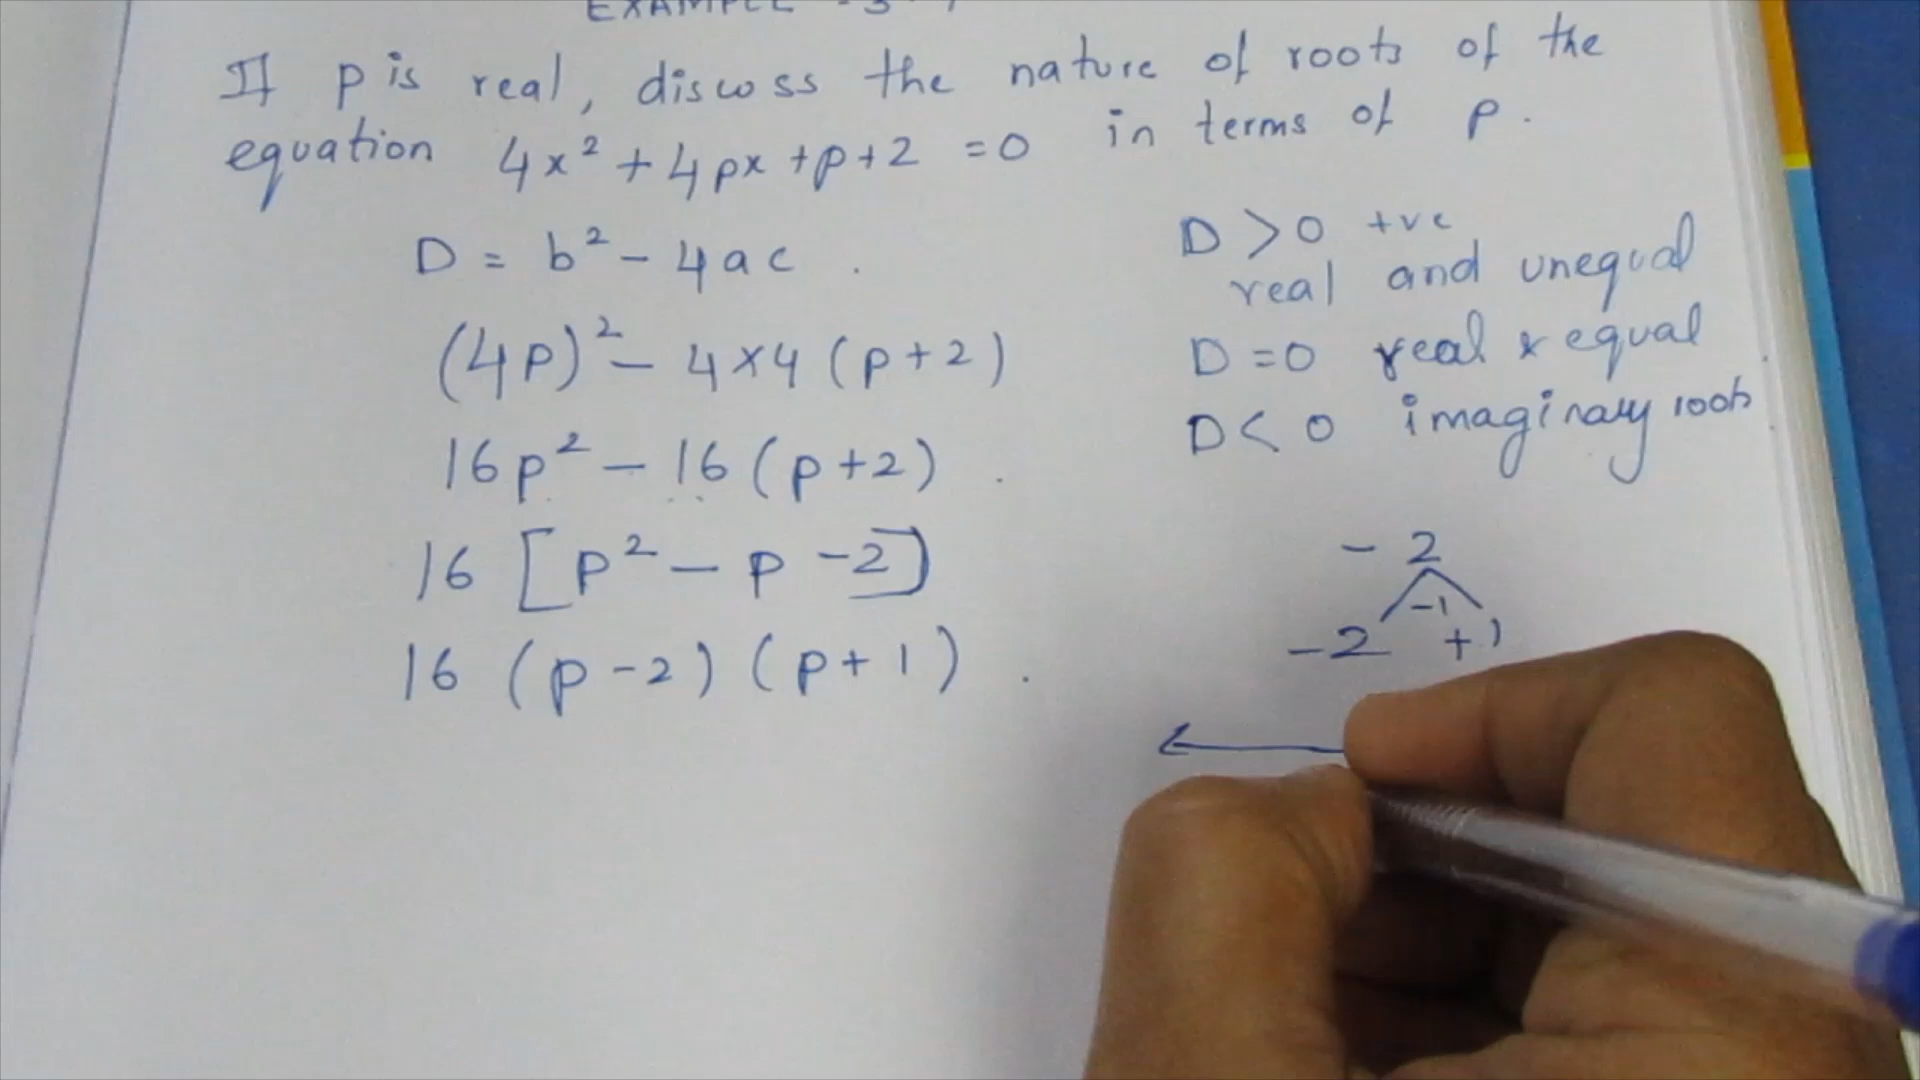 EXAMPLE
If p is real, discuss the nature of roots of the
equation 4x² + 4px + p + 2 = 0 in terms of p.
D = b² - 4ac.
(4p)² - 4×4(p+2)
16p² - 16(p+2)
16[p² - p - 2]
16(p-2)(p+1)
D > 0 +ve
real and unequal
D = 0 real & equal
D < 0 imaginary roots
-2
-1
-2 +1